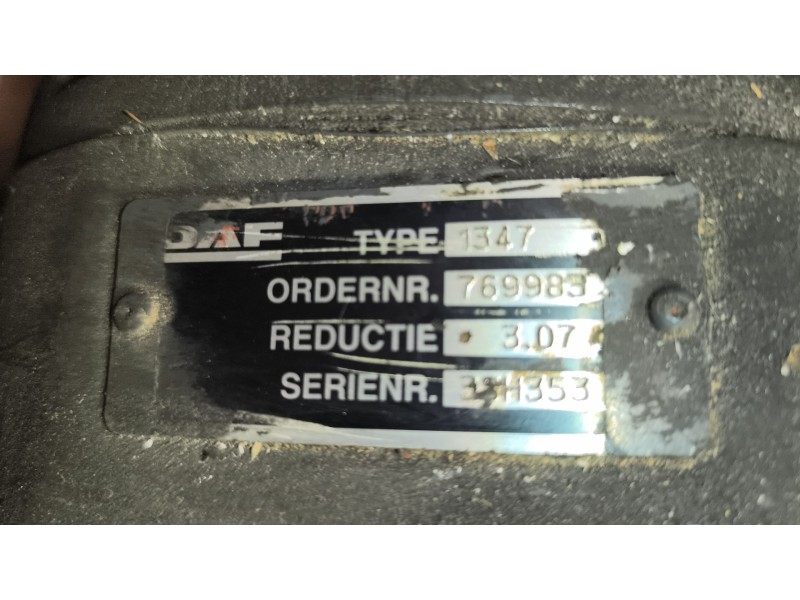 DAF TYPE 1347
ORDERNR. 769983
REDUCTIE 3.07
SERIENR.